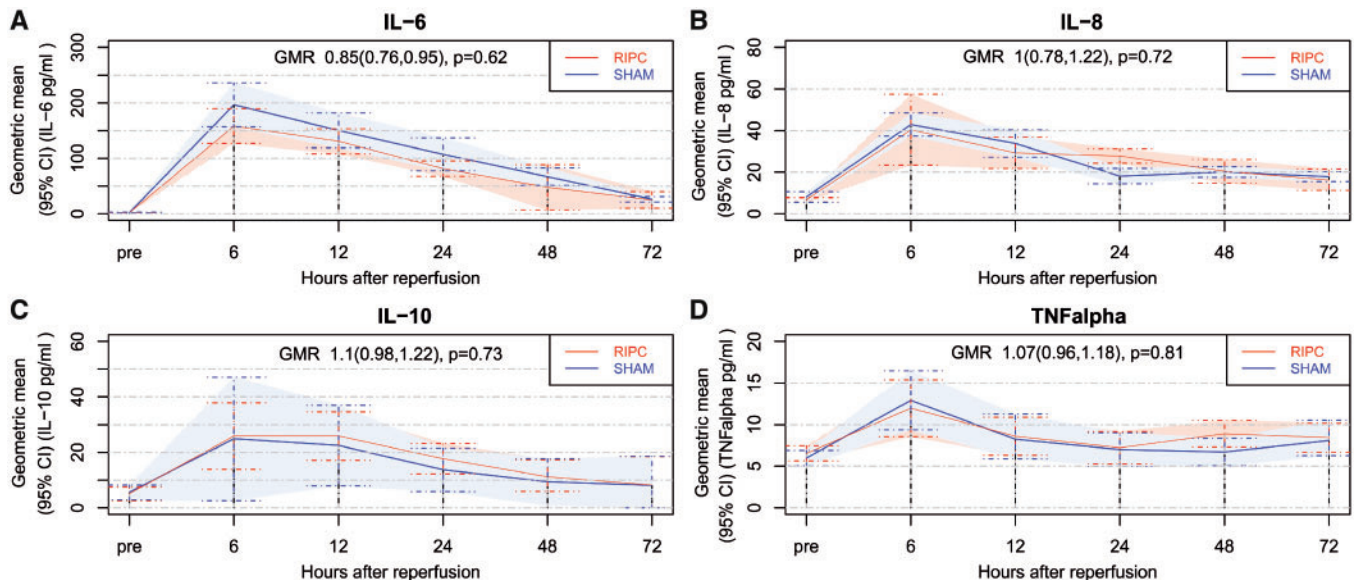 A
IL−6
GMR 0.85(0.76,0.95), p=0.62
RIPC
SHAM
Geometric mean
(95% CI) (IL−6 pg/ml )
300
200
100
0
pre 6 12 24 48 72
Hours after reperfusion
B
IL−8
GMR 1(0.78,1.22), p=0.72
RIPC
SHAM
Geometric mean
(95% CI) (IL−8 pg/ml )
80
60
40
20
0
pre 6 12 24 48 72
Hours after reperfusion
C
IL−10
GMR 1.1(0.98,1.22), p=0.73
RIPC
SHAM
Geometric mean
(95% CI) (IL−10 pg/ml )
60
40
20
0
pre 6 12 24 48 72
Hours after reperfusion
D
TNFalpha
GMR 1.07(0.96,1.18), p=0.81
RIPC
SHAM
Geometric mean
(95% CI) (TNFalpha pg/ml )
20
15
10
5
0
pre 6 12 24 48 72
Hours after reperfusion